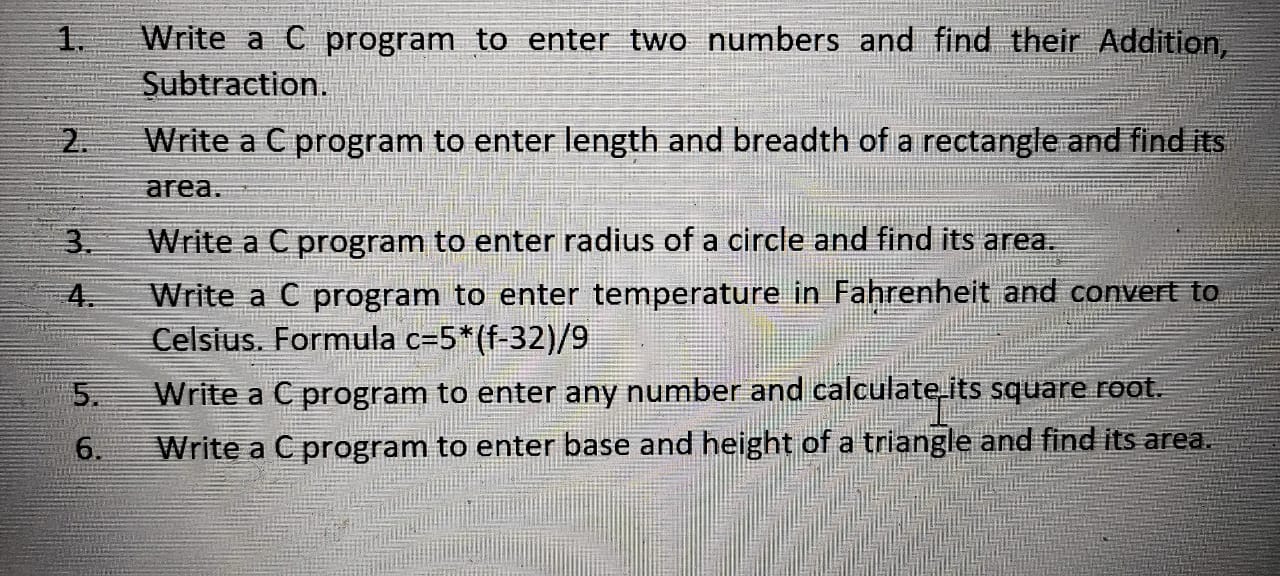 1. Write a C program to enter two numbers and find their Addition,
Subtraction.
2. Write a C program to enter length and breadth of a rectangle and find its
area.
3. Write a C program to enter radius of a circle and find its area.
4. Write a C program to enter temperature in Fahrenheit and convert to
Celsius. Formula c=5*(f-32)/9
5. Write a C program to enter any number and calculate its square root.
6. Write a C program to enter base and height of a triangle and find its area.